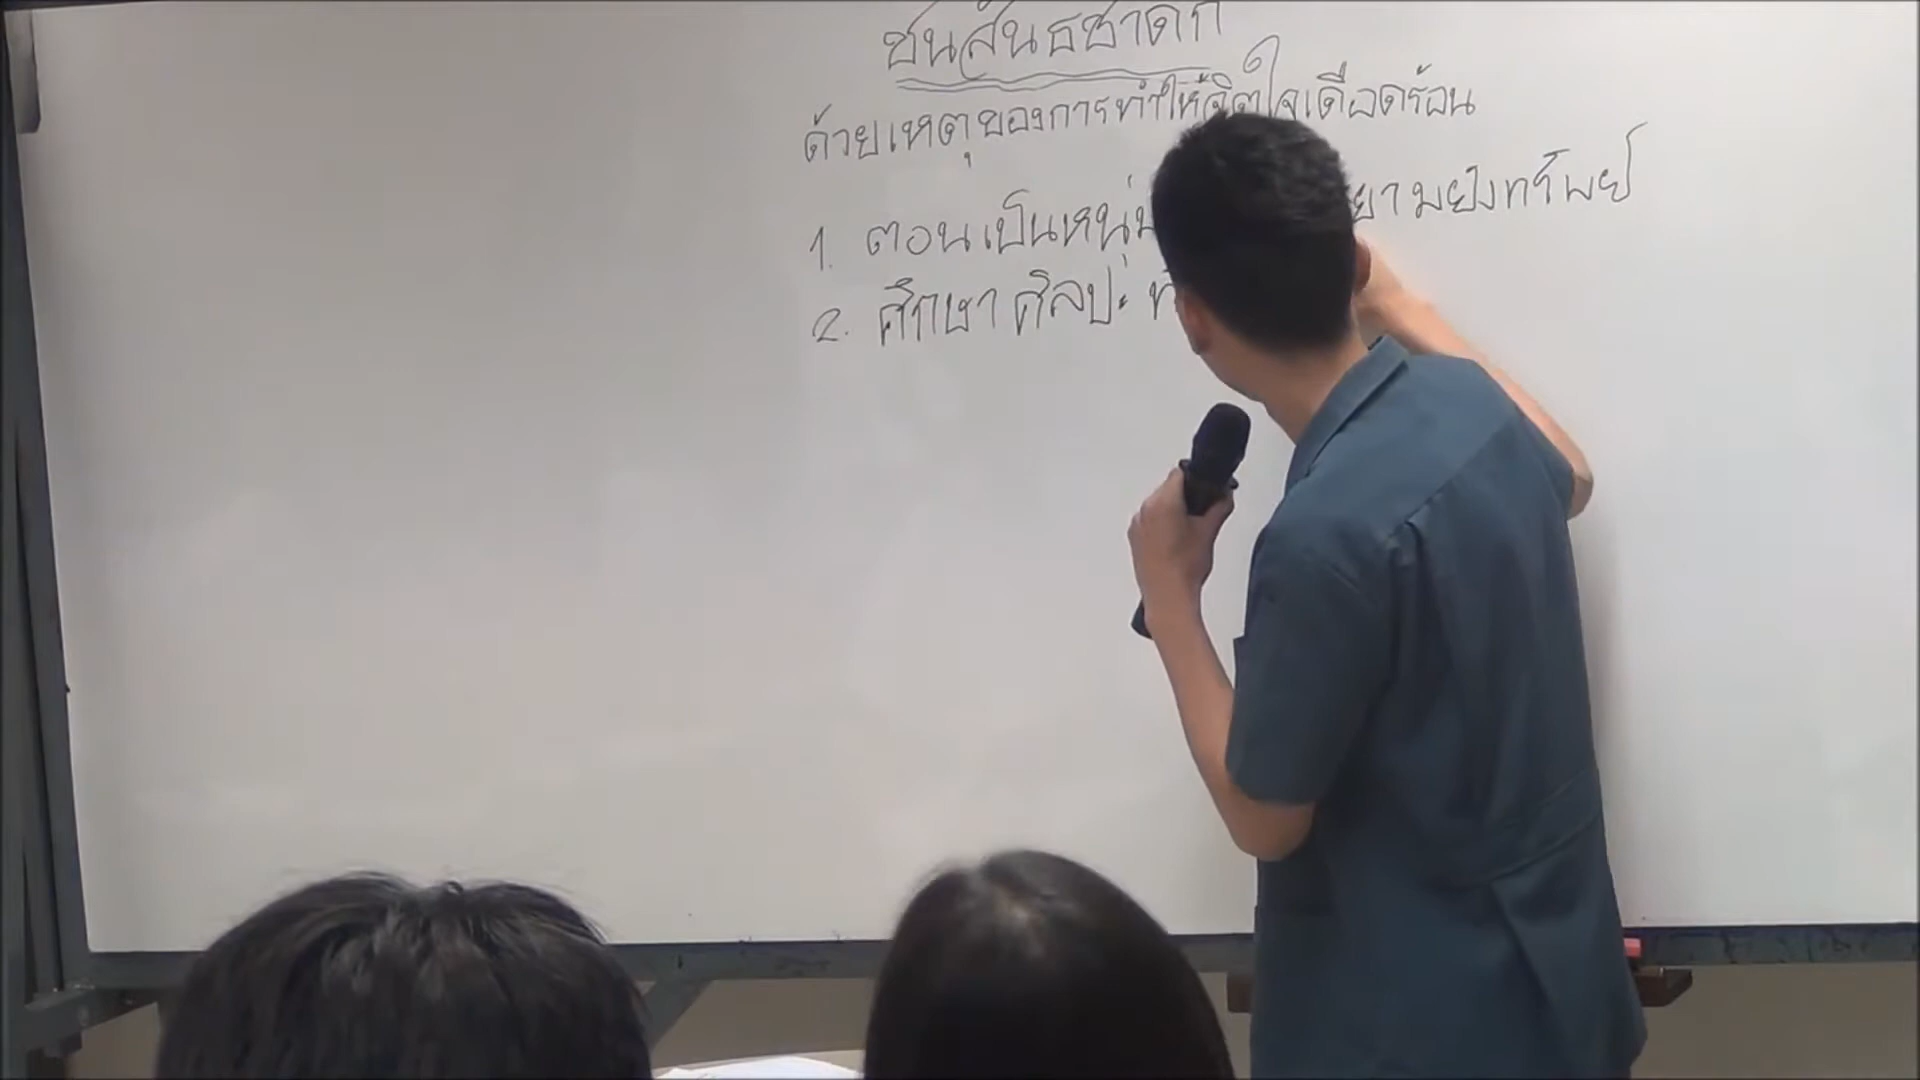 ชนสันธชาดก
ด้วยเหตุของการทำให้จิตใจเดือดร้อน
1. ตอนเป็นหนุ่ม ยามยังทรัพย์
2. ศึกษา ศิลปะ